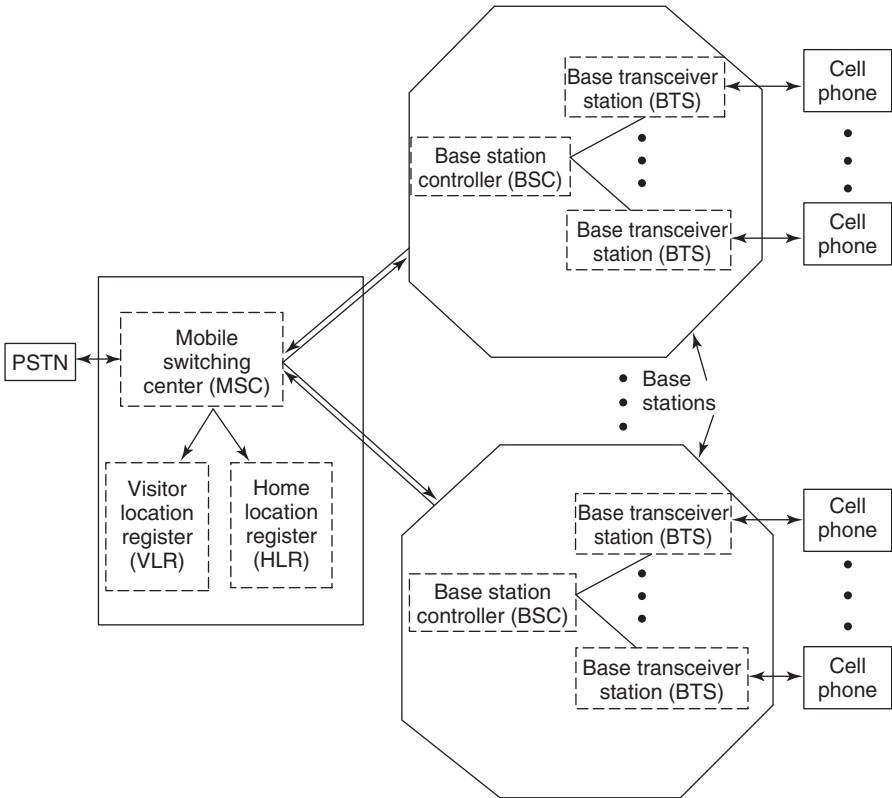 PSTN
Mobile
switching
center (MSC)
Visitor
location
register
(VLR)
Home
location
register
(HLR)
Base transceiver
station (BTS)
Base station
controller (BSC)
Base transceiver
station (BTS)
Cell
phone
Cell
phone
Base
stations
Base transceiver
station (BTS)
Base station
controller (BSC)
Base transceiver
station (BTS)
Cell
phone
Cell
phone